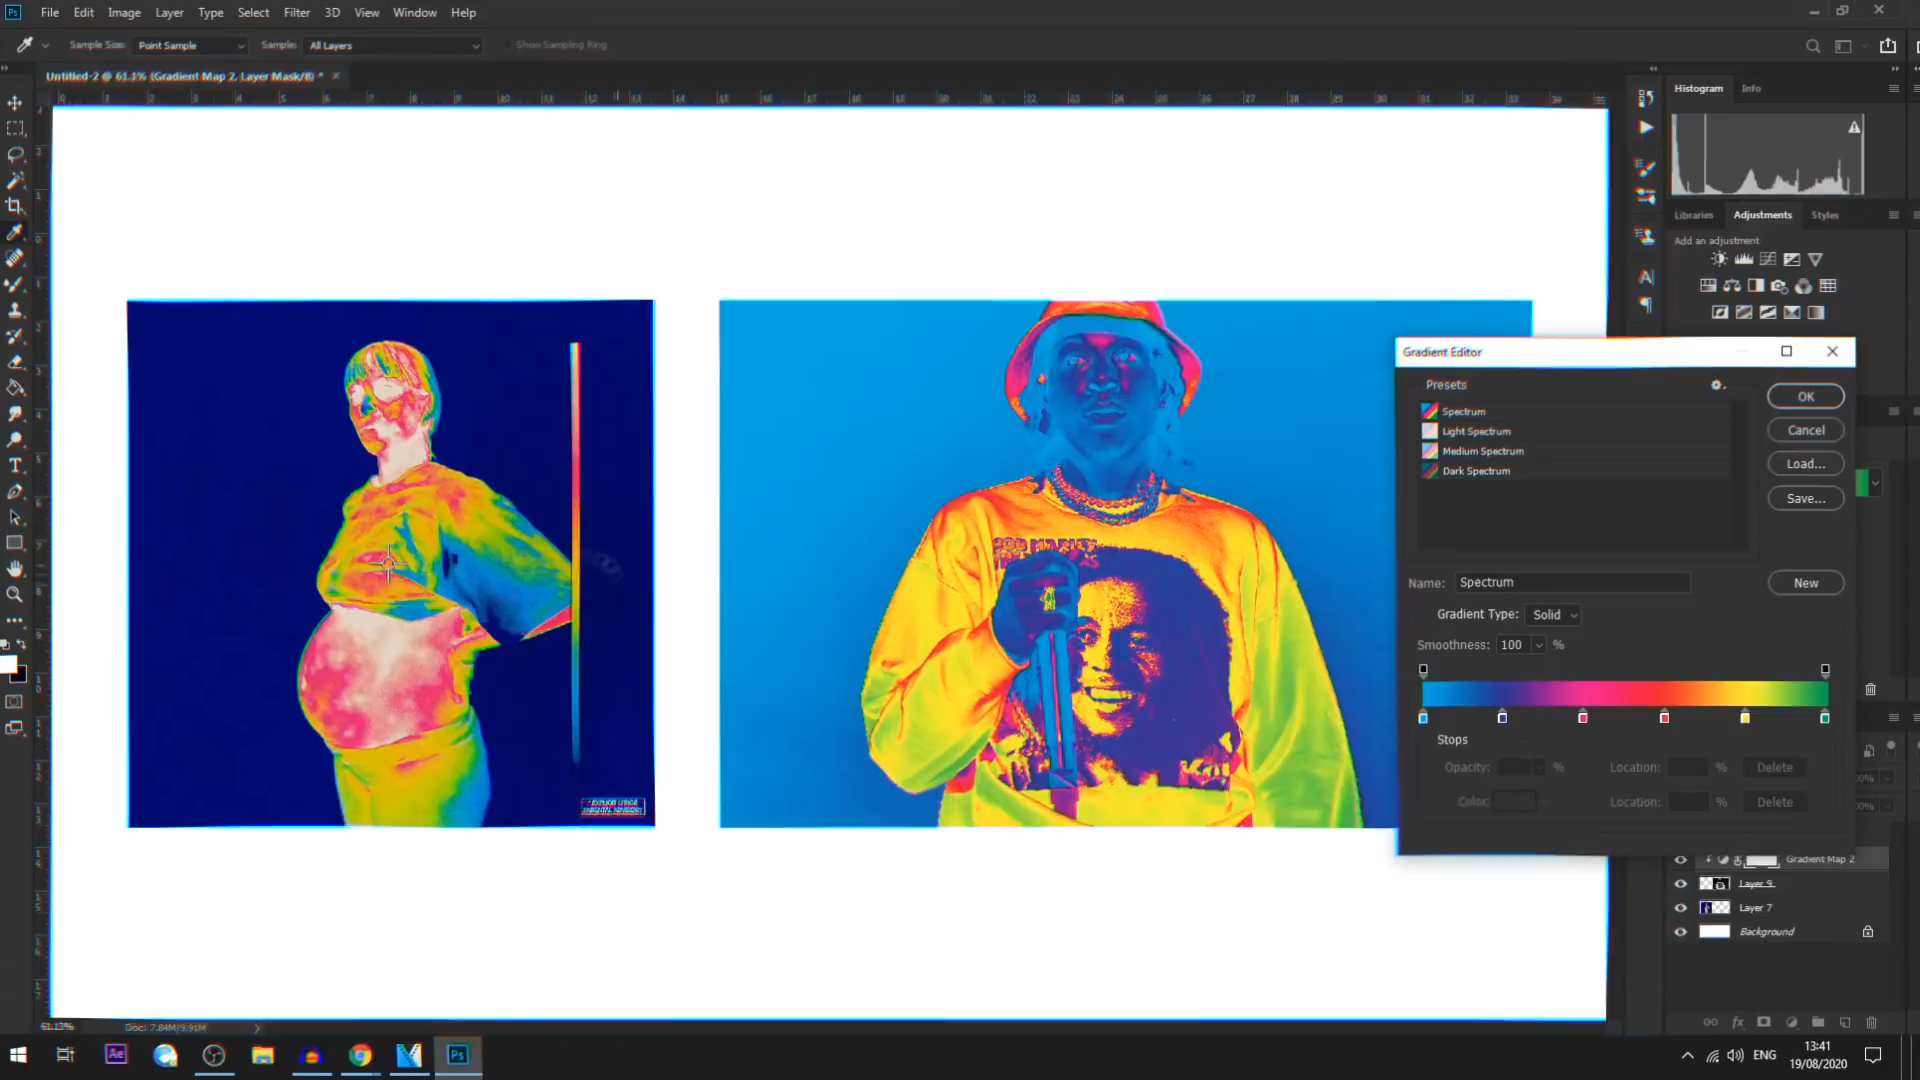 Ps File Edit Image Layer Type Select Filter 3D View Window Help
Sample Size: Point Sample Sample: All Layers Show Sampling Ring
Untitled-2 @ 61.1% (Gradient Map 2, Layer Mask/8) *
Histogram Info
Libraries Adjustments Styles
Add an adjustment
Gradient Editor
Presets
Spectrum
Light Spectrum
Medium Spectrum
Dark Spectrum
OK
Cancel
Load...
Save...
Name: Spectrum
New
Gradient Type: Solid
Smoothness: 100 %
Stops
Opacity: % Location: % Delete
Color: Location: % Delete
BOB MARLEY
Gradient Map 2
Layer 9
Layer 7
Background
61.13% Doc: 7.84M/9.91M
Ae Ps
ENG
13:41
19/08/2020